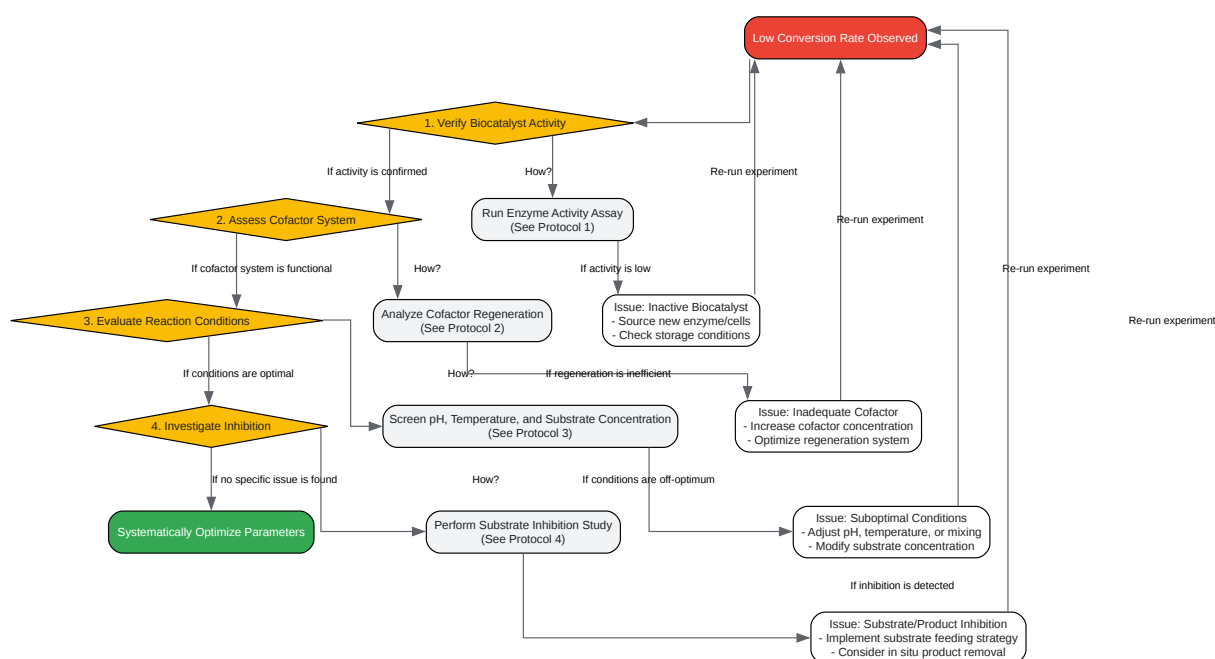 Low Conversion Rate Observed
1. Verify Biocatalyst Activity
If activity is confirmed
How?
Re-run experiment
2. Assess Cofactor System
Run Enzyme Activity Assay
(See Protocol 1)
Re-run experiment
If cofactor system is functional
How?
If activity is low
Re-run experiment
3. Evaluate Reaction Conditions
Analyze Cofactor Regeneration
(See Protocol 2)
Issue: Inactive Biocatalyst
- Source new enzyme/cells
- Check storage conditions
Re-run experiment
If conditions are optimal
How?
If regeneration is inefficient
4. Investigate Inhibition
Screen pH, Temperature, and Substrate Concentration
(See Protocol 3)
Issue: Inadequate Cofactor
- Increase cofactor concentration
- Optimize regeneration system
If no specific issue is found
How?
If conditions are off-optimum
Systematically Optimize Parameters
Perform Substrate Inhibition Study
(See Protocol 4)
Issue: Suboptimal Conditions
- Adjust pH, temperature, or mixing
- Modify substrate concentration
If inhibition is detected
Issue: Substrate/Product Inhibition
- Implement substrate feeding strategy
- Consider in situ product removal